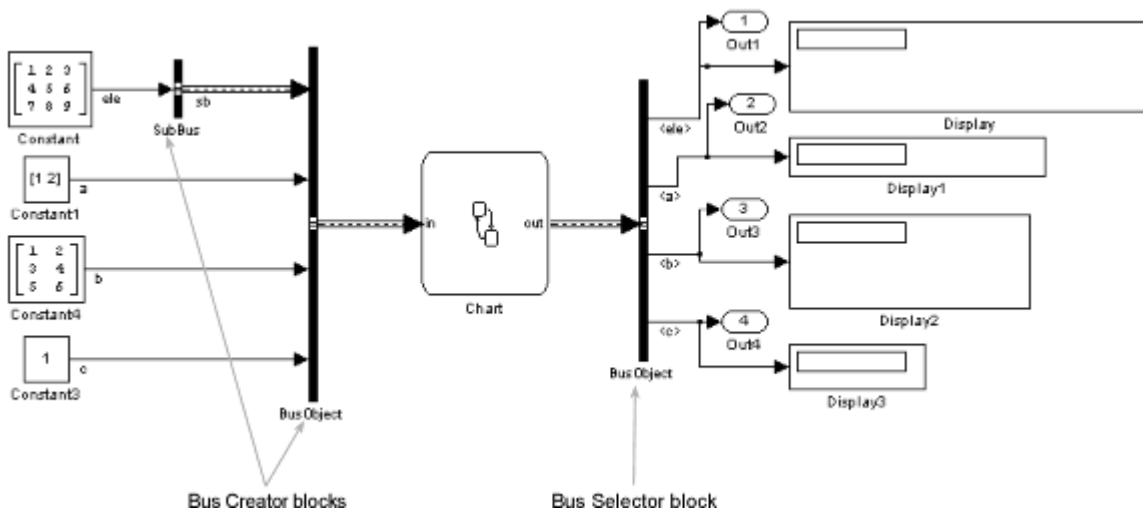 1 2 3
4 5 6
7 8 9
Constant
ele
SubBus
sb
[1 2]
Constant1
a
1 2
3 4
5 6
Constant4
b
1
Constant3
c
BusObject
in
out
Chart
<ele>
<a>
<b>
<c>
BusObject
1
Out1
2
Out2
3
Out3
4
Out4
Display
Display1
Display2
Display3
Bus Creator blocks
Bus Selector block